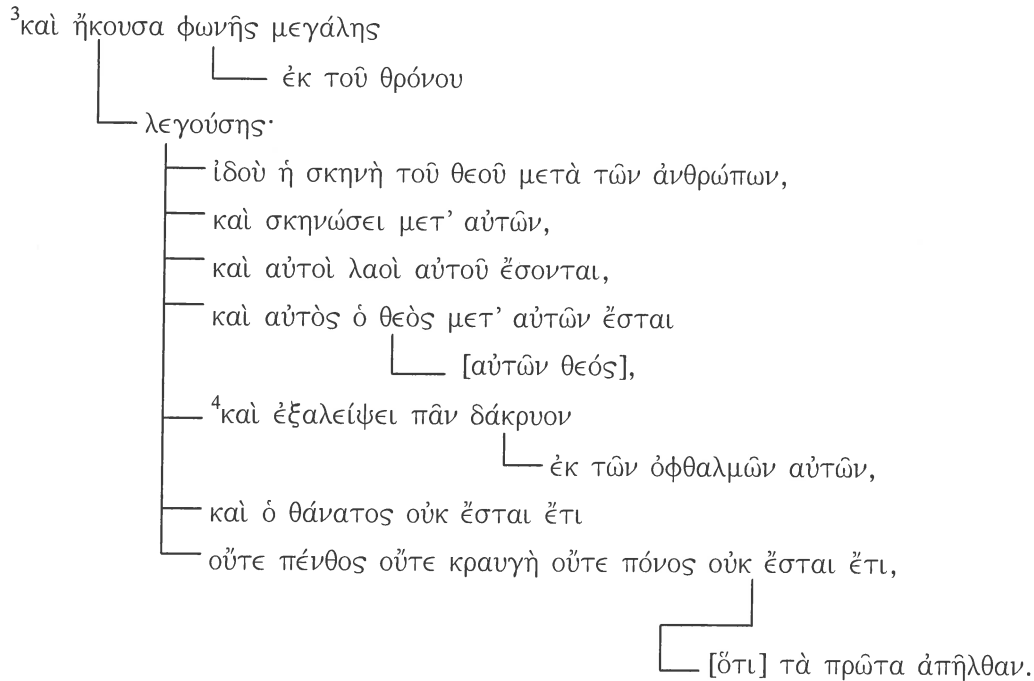 ³καὶ ἤκουσα φωνῆς μεγάλης
ἐκ τοῦ θρόνου
λεγούσης·
ἰδοὺ ἡ σκηνὴ τοῦ θεοῦ μετὰ τῶν ἀνθρώπων,
καὶ σκηνώσει μετ’ αὐτῶν,
καὶ αὐτοὶ λαοὶ αὐτοῦ ἔσονται,
καὶ αὐτὸς ὁ θεὸς μετ’ αὐτῶν ἔσται
[αὐτῶν θεός],
⁴καὶ ἐξαλείψει πᾶν δάκρυον
ἐκ τῶν ὀφθαλμῶν αὐτῶν,
καὶ ὁ θάνατος οὐκ ἔσται ἔτι
οὔτε πένθος οὔτε κραυγὴ οὔτε πόνος οὐκ ἔσται ἔτι,
[ὅτι] τὰ πρῶτα ἀπῆλθαν.